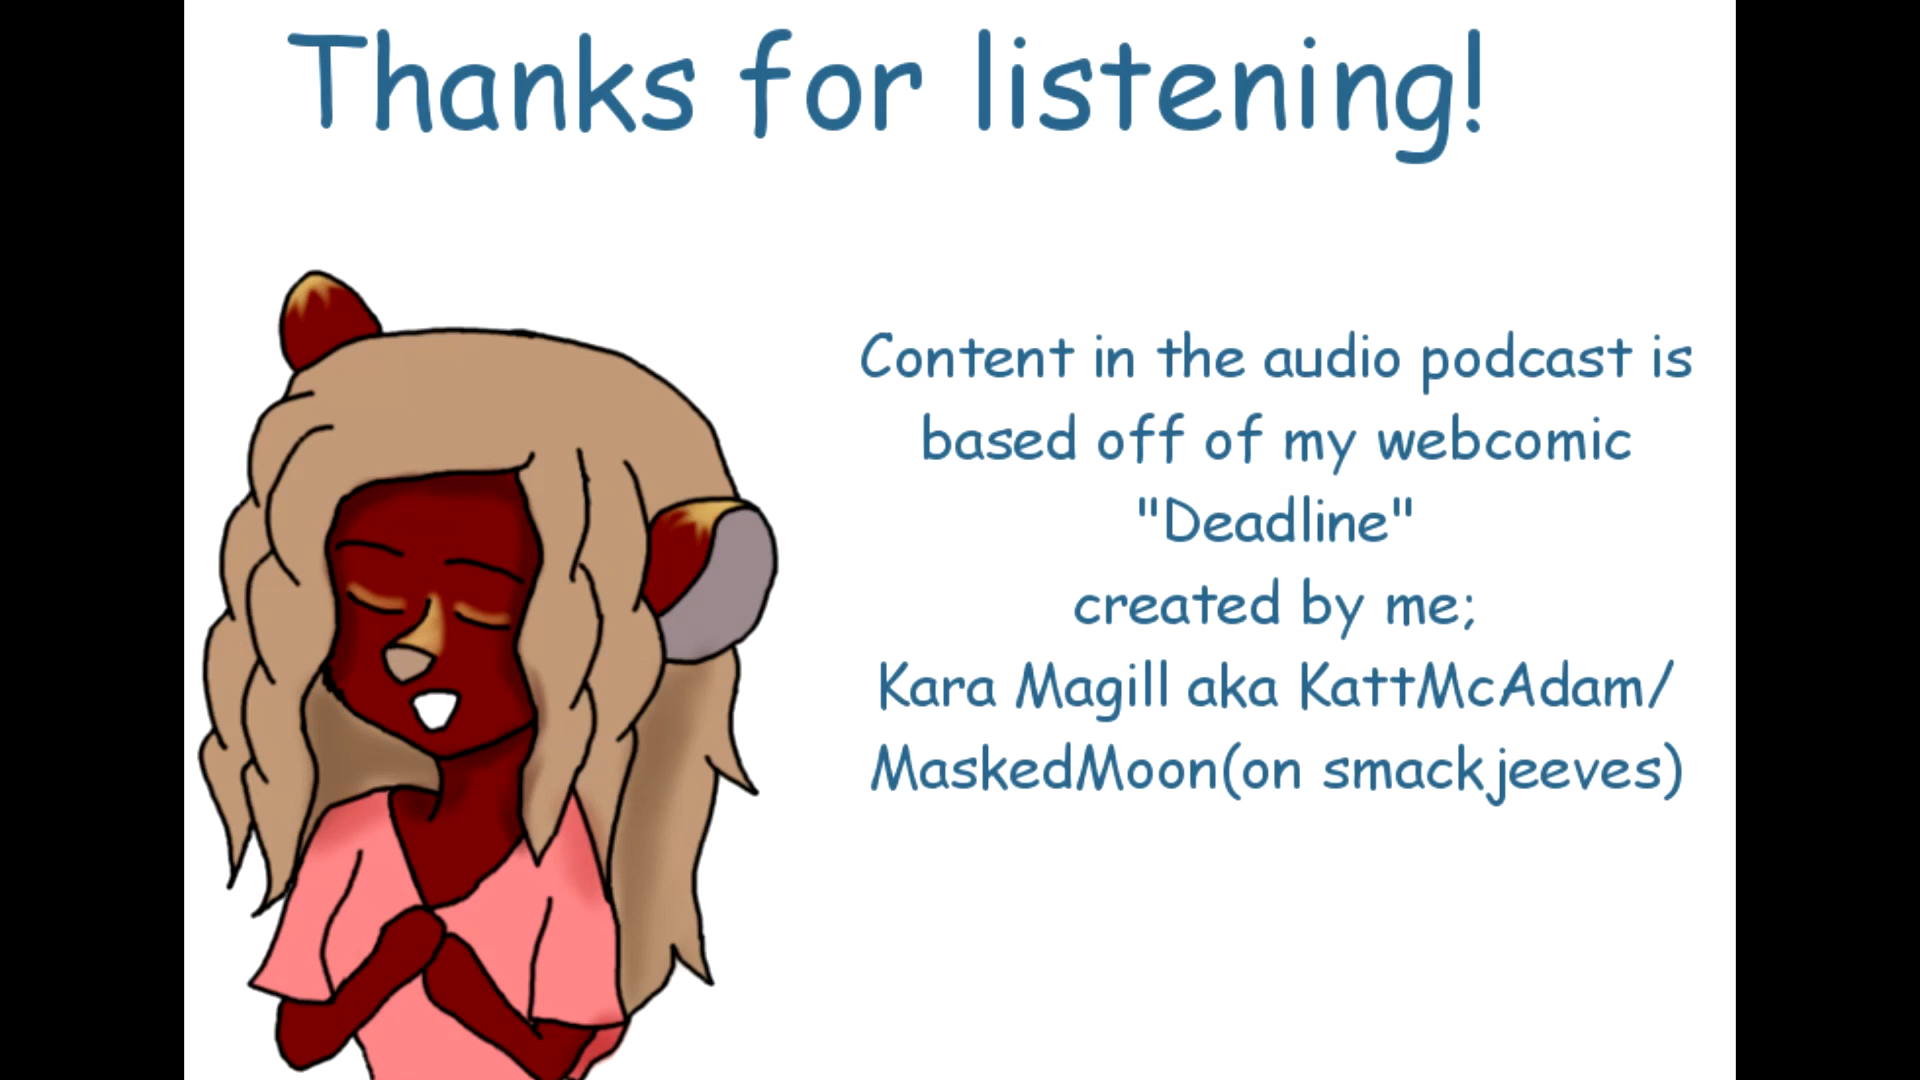 Thanks for listening!
Content in the audio podcast is
based off of my webcomic
"Deadline"
created by me;
Kara Magill aka KattMcAdam/
MaskedMoon(on smackjeeves)